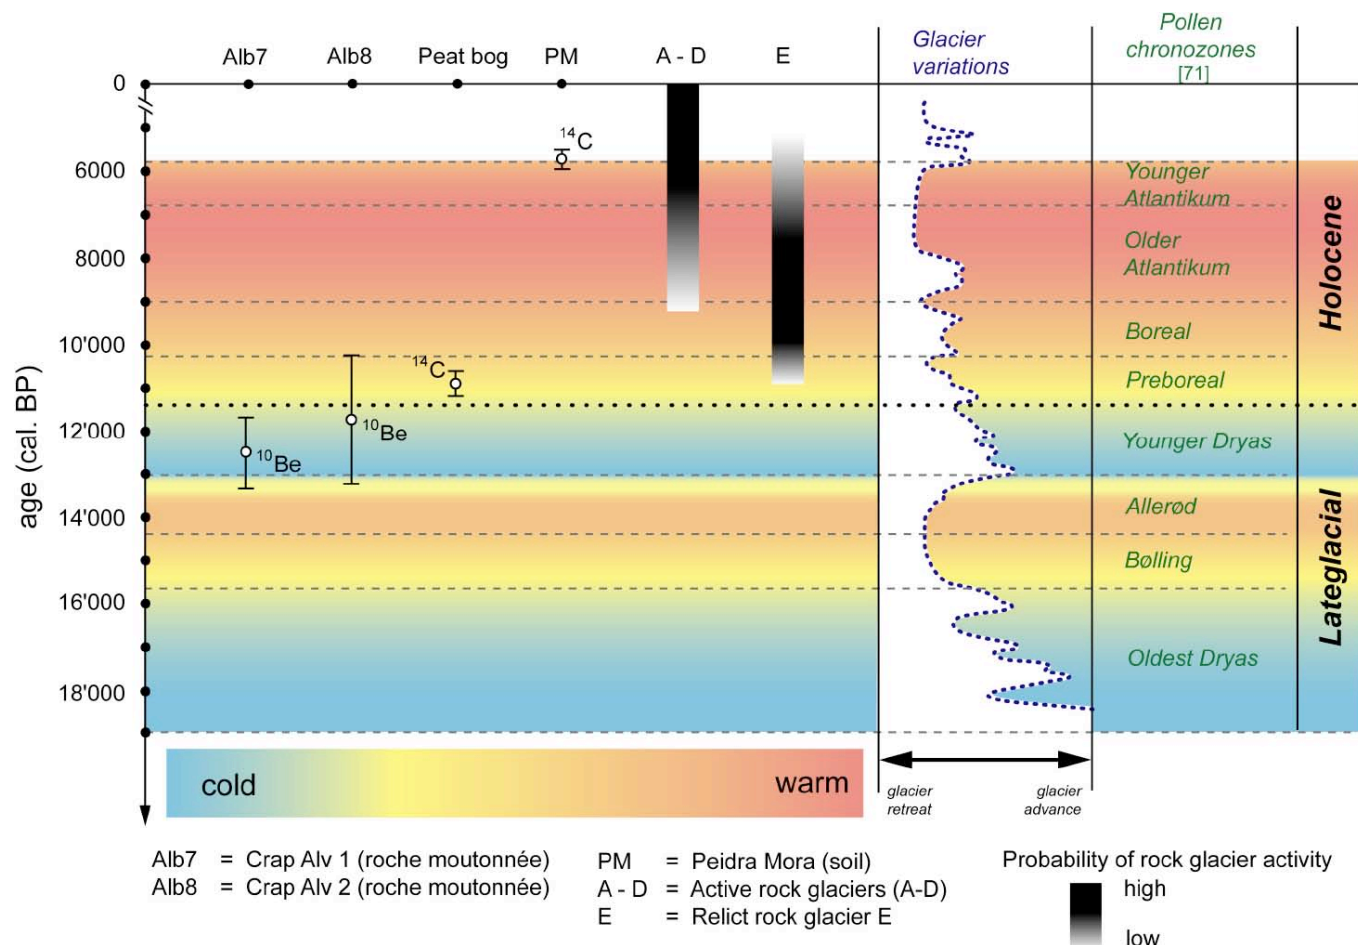 Alb7 Alb8 Peat bog PM A - D E
Glacier
variations
Pollen
chronozones
[71]
0
6000
8000
10'000
12'000
14'000
16'000
18'000
age (cal. BP)
14C
14C
10Be
10Be
Younger
Atlantikum
Older
Atlantikum
Boreal
Preboreal
Younger Dryas
Allerød
Bølling
Oldest Dryas
Holocene
Lateglacial
cold warm
glacier
retreat
glacier
advance
Alb7 = Crap Alv 1 (roche moutonnée)
Alb8 = Crap Alv 2 (roche moutonnée)
PM = Peidra Mora (soil)
A - D = Active rock glaciers (A-D)
E = Relict rock glacier E
Probability of rock glacier activity
high
low